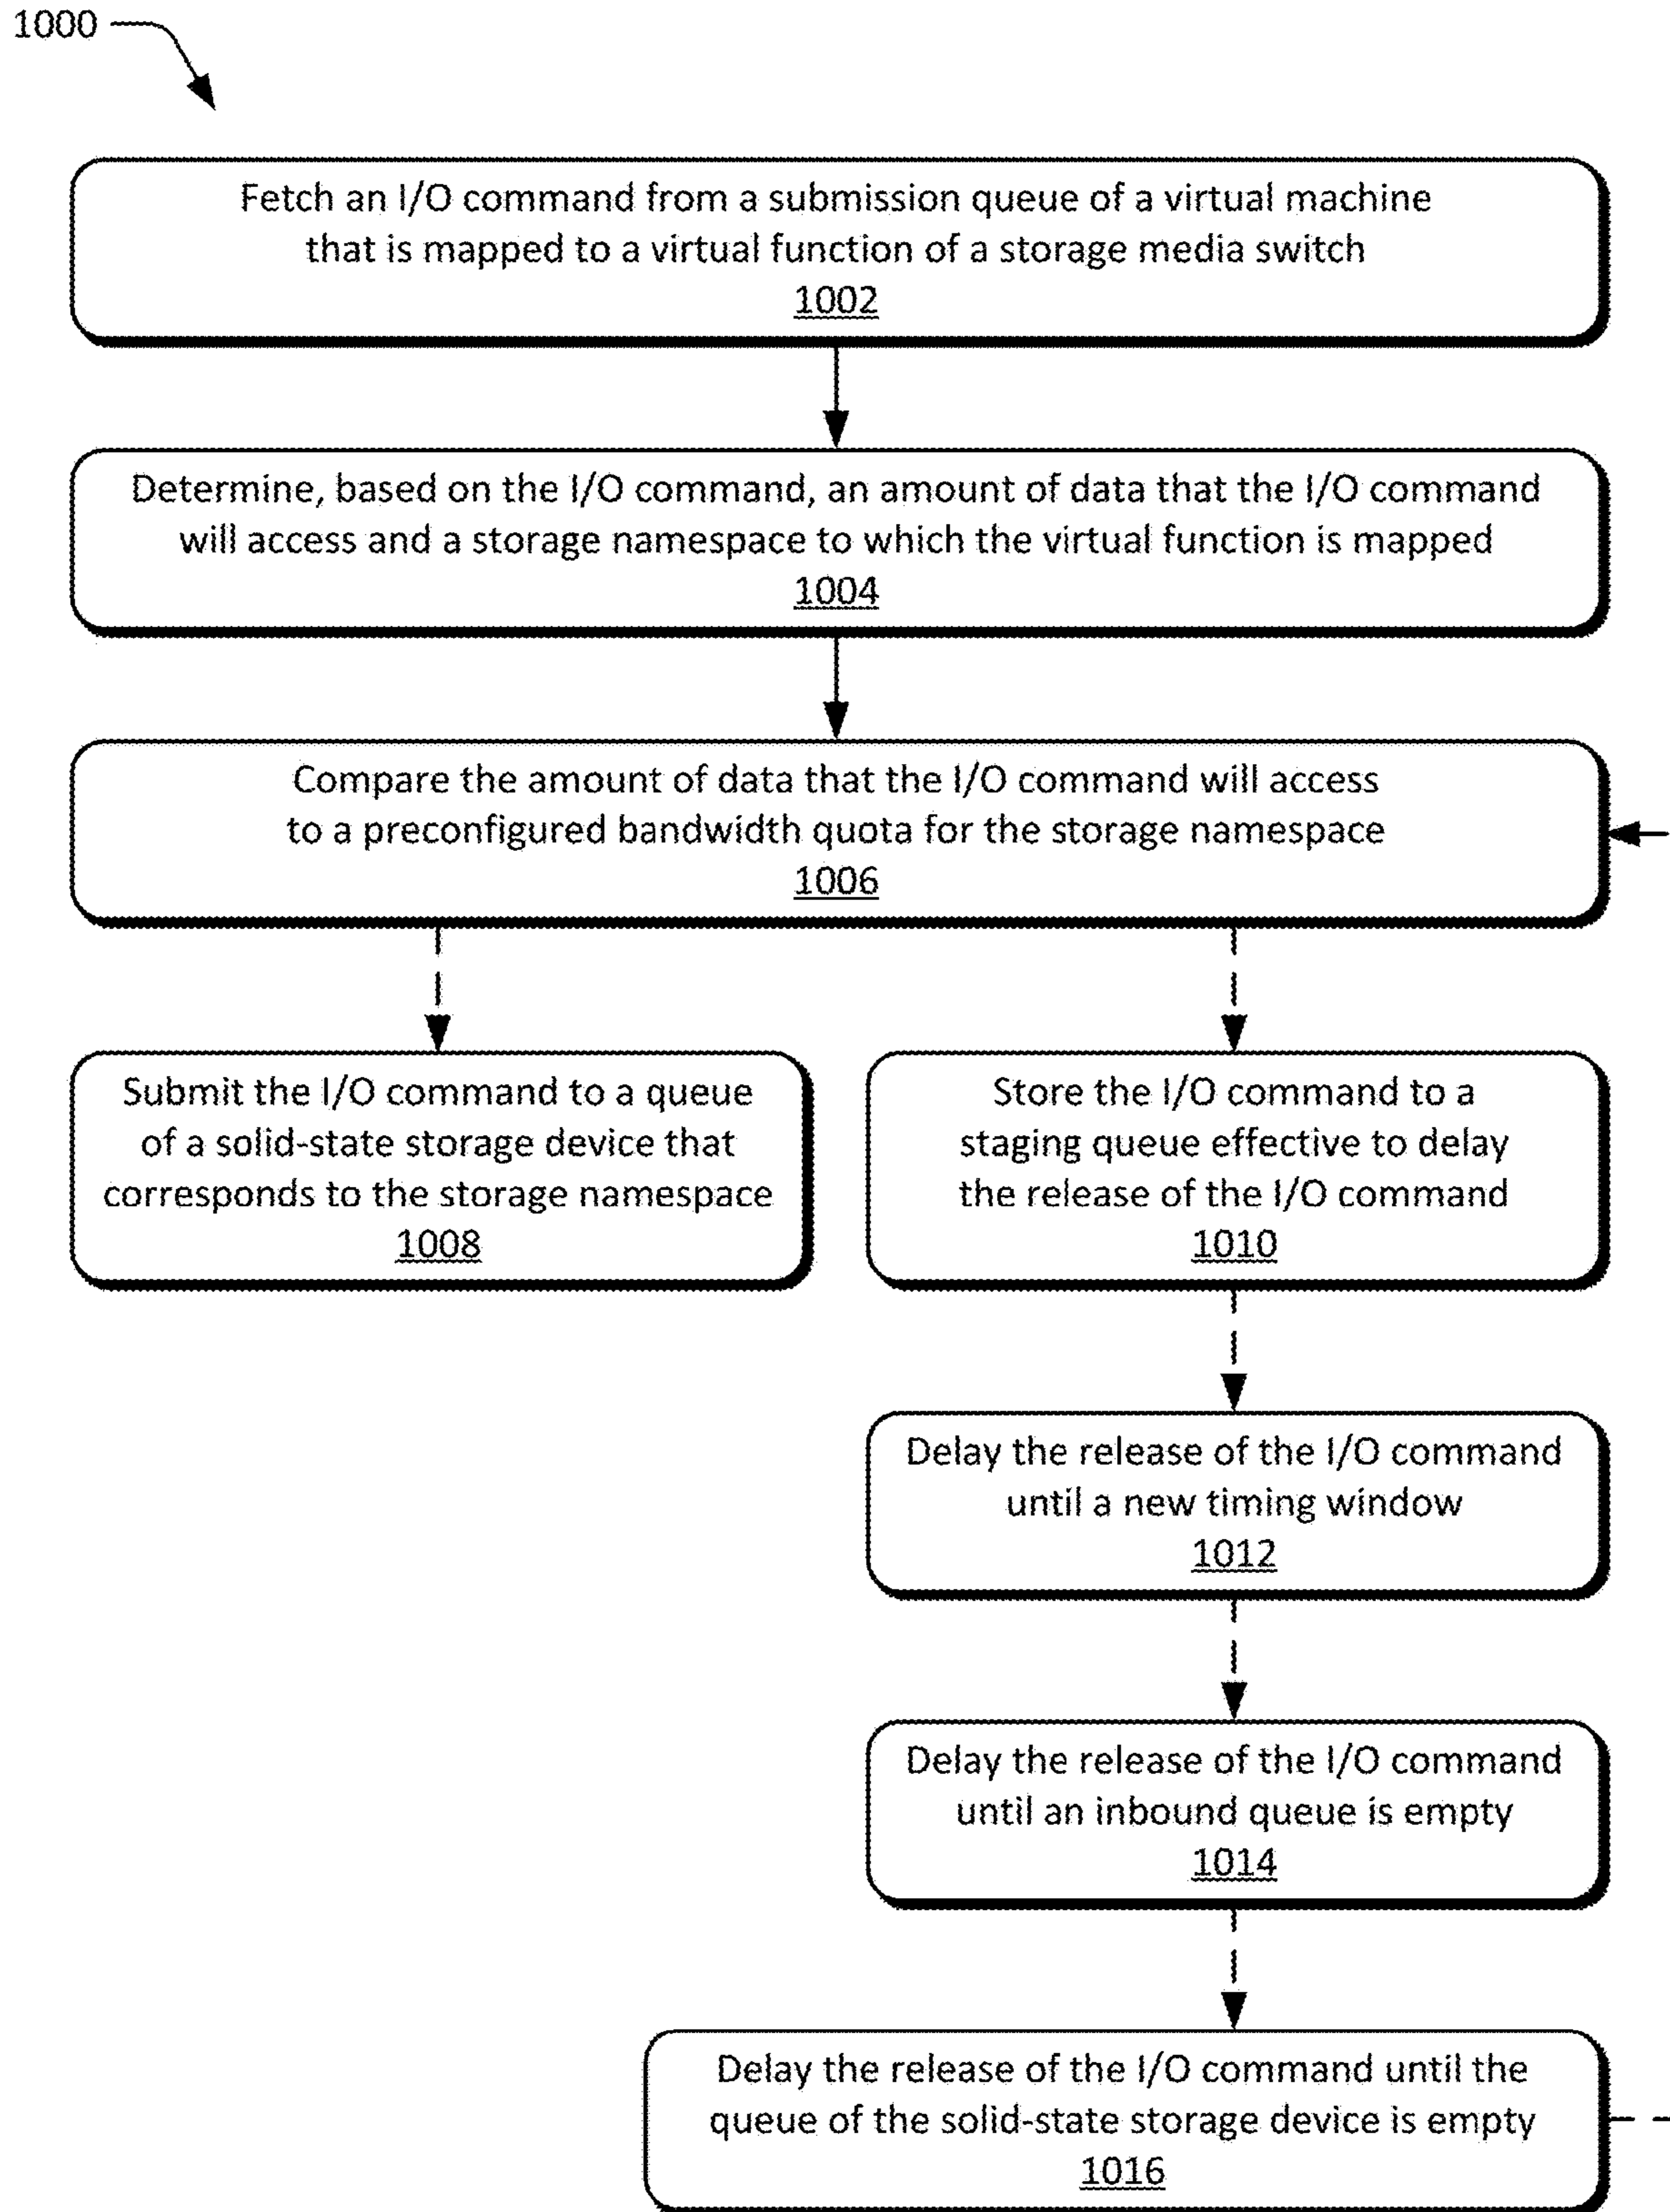 1000
Fetch an I/O command from a submission queue of a virtual machine
that is mapped to a virtual function of a storage media switch
1002
Determine, based on the I/O command, an amount of data that the I/O command
will access and a storage namespace to which the virtual function is mapped
1004
Compare the amount of data that the I/O command will access
to a preconfigured bandwidth quota for the storage namespace
1006
Submit the I/O command to a queue
of a solid-state storage device that
corresponds to the storage namespace
1008
Store the I/O command to a
staging queue effective to delay
the release of the I/O command
1010
Delay the release of the I/O command
until a new timing window
1012
Delay the release of the I/O command
until an inbound queue is empty
1014
Delay the release of the I/O command until the
queue of the solid-state storage device is empty
1016